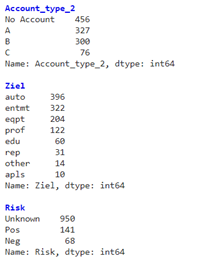 Account_type_2
No Account 456
A 327
B 300
C 76
Name: Account_type_2, dtype: int64
Ziel
auto 396
entmt 322
eqpt 204
prof 122
edu 60
rep 31
other 14
apls 10
Name: Ziel, dtype: int64
Risk
Unknown 950
Pos 141
Neg 68
Name: Risk, dtype: int64